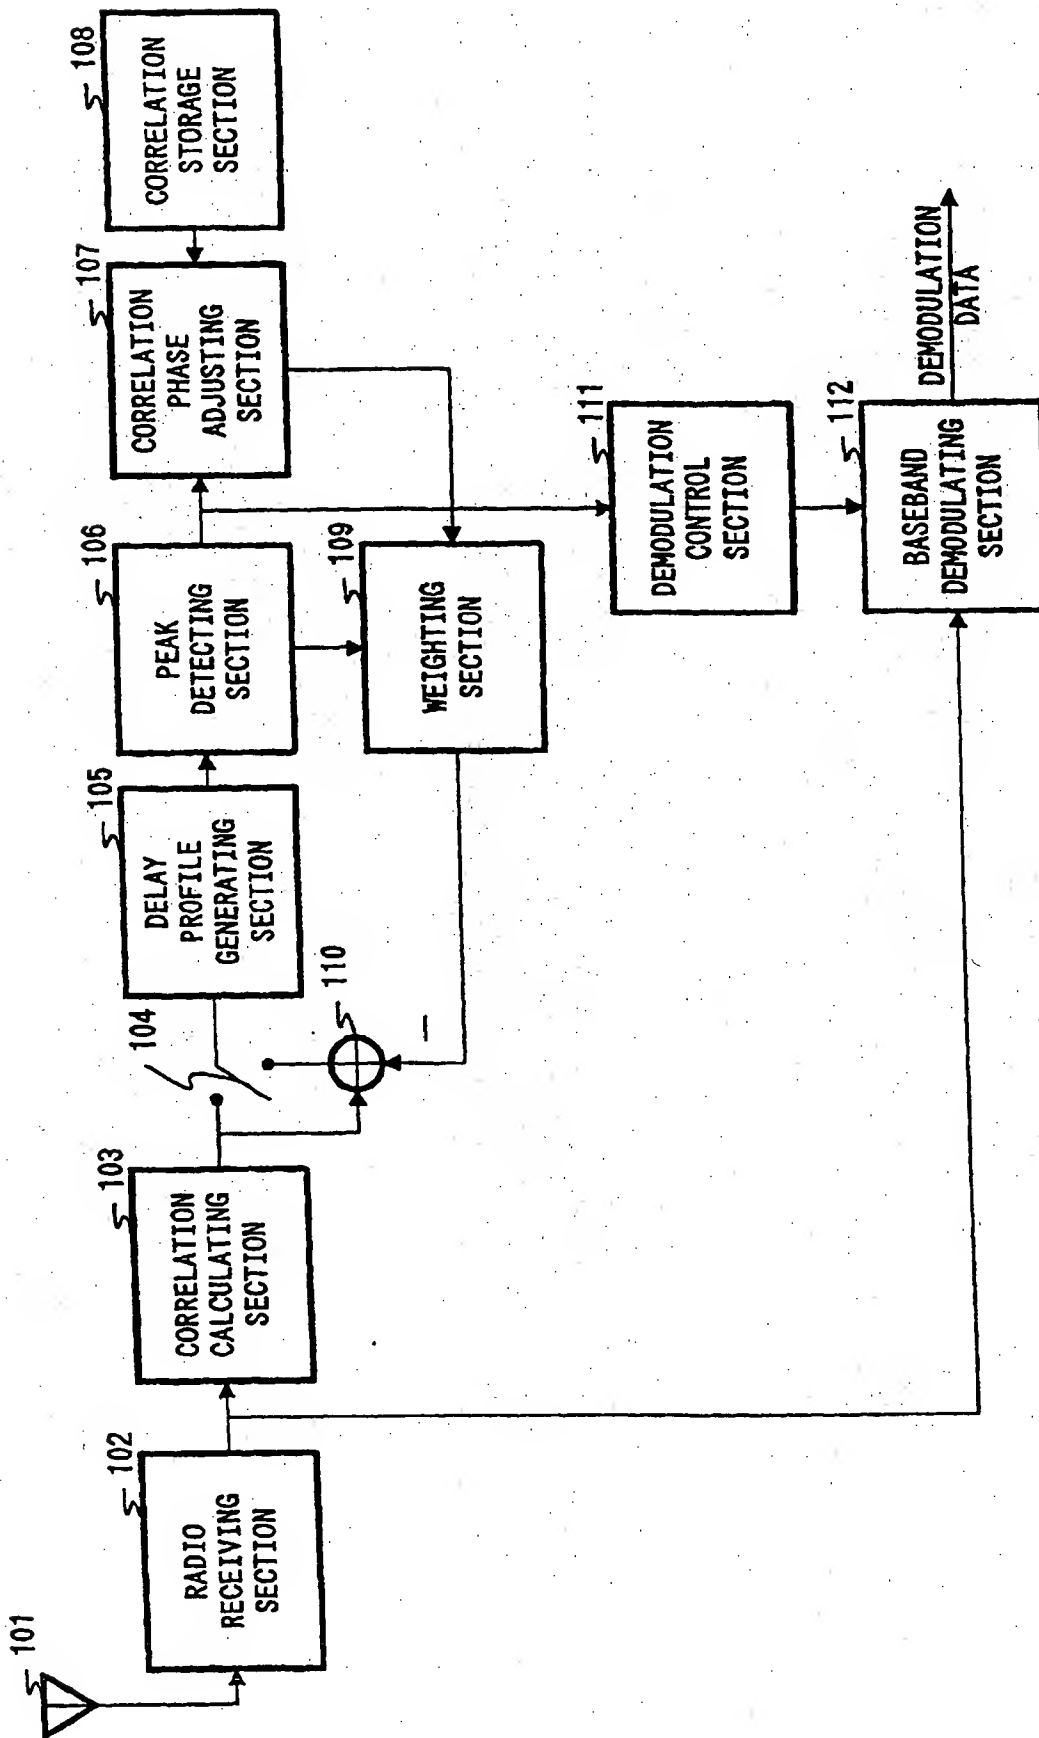 101
102
RADIO
RECEIVING
SECTION
103
CORRELATION
CALCULATING
SECTION
104
110
−
105
DELAY
PROFILE
GENERATING
SECTION
106
PEAK
DETECTING
SECTION
107
CORRELATION
PHASE
ADJUSTING
SECTION
108
CORRELATION
STORAGE
SECTION
109
WEIGHTING
SECTION
111
DEMODULATION
CONTROL
SECTION
112
BASEBAND
DEMODULATING
SECTION
DEMODULATION
DATA